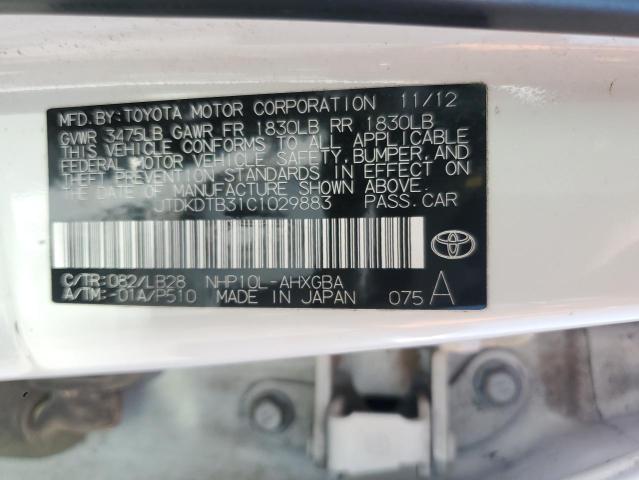 MFD.BY: TOYOTA MOTOR CORPORATION 11/12
GVWR 3475LB GAWR FR 1830LB RR 1830LB
THIS VEHICLE CONFORMS TO ALL APPLICABLE
FEDERAL MOTOR VEHICLE SAFETY, BUMPER, AND
THEFT PREVENTION STANDARDS IN EFFECT ON
THE DATE OF MANUFACTURE SHOWN ABOVE.
JTDKDTB31C1029883 PASS.CAR
C/TR: 082/LB28 NHP10L-AHXGBA
A/TM: -01A/P510 MADE IN JAPAN 075 A